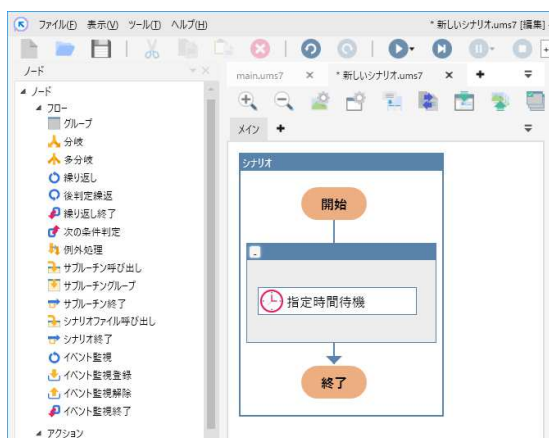 ファイル(F) 表示(V) ツール(T) ヘルプ(H)
* 新しいシナリオ.ums7 [編集]
ノード
main.ums7
* 新しいシナリオ.ums7
ノード
フロー
グループ
分岐
多分岐
繰り返し
後判定繰返
繰り返し終了
次の条件判定
例外処理
サブルーチン呼び出し
サブルーチングループ
サブルーチン終了
シナリオファイル呼び出し
シナリオ終了
イベント監視
イベント監視登録
イベント監視解除
イベント監視終了
アクション
メイン
シナリオ
開始
指定時間待機
終了